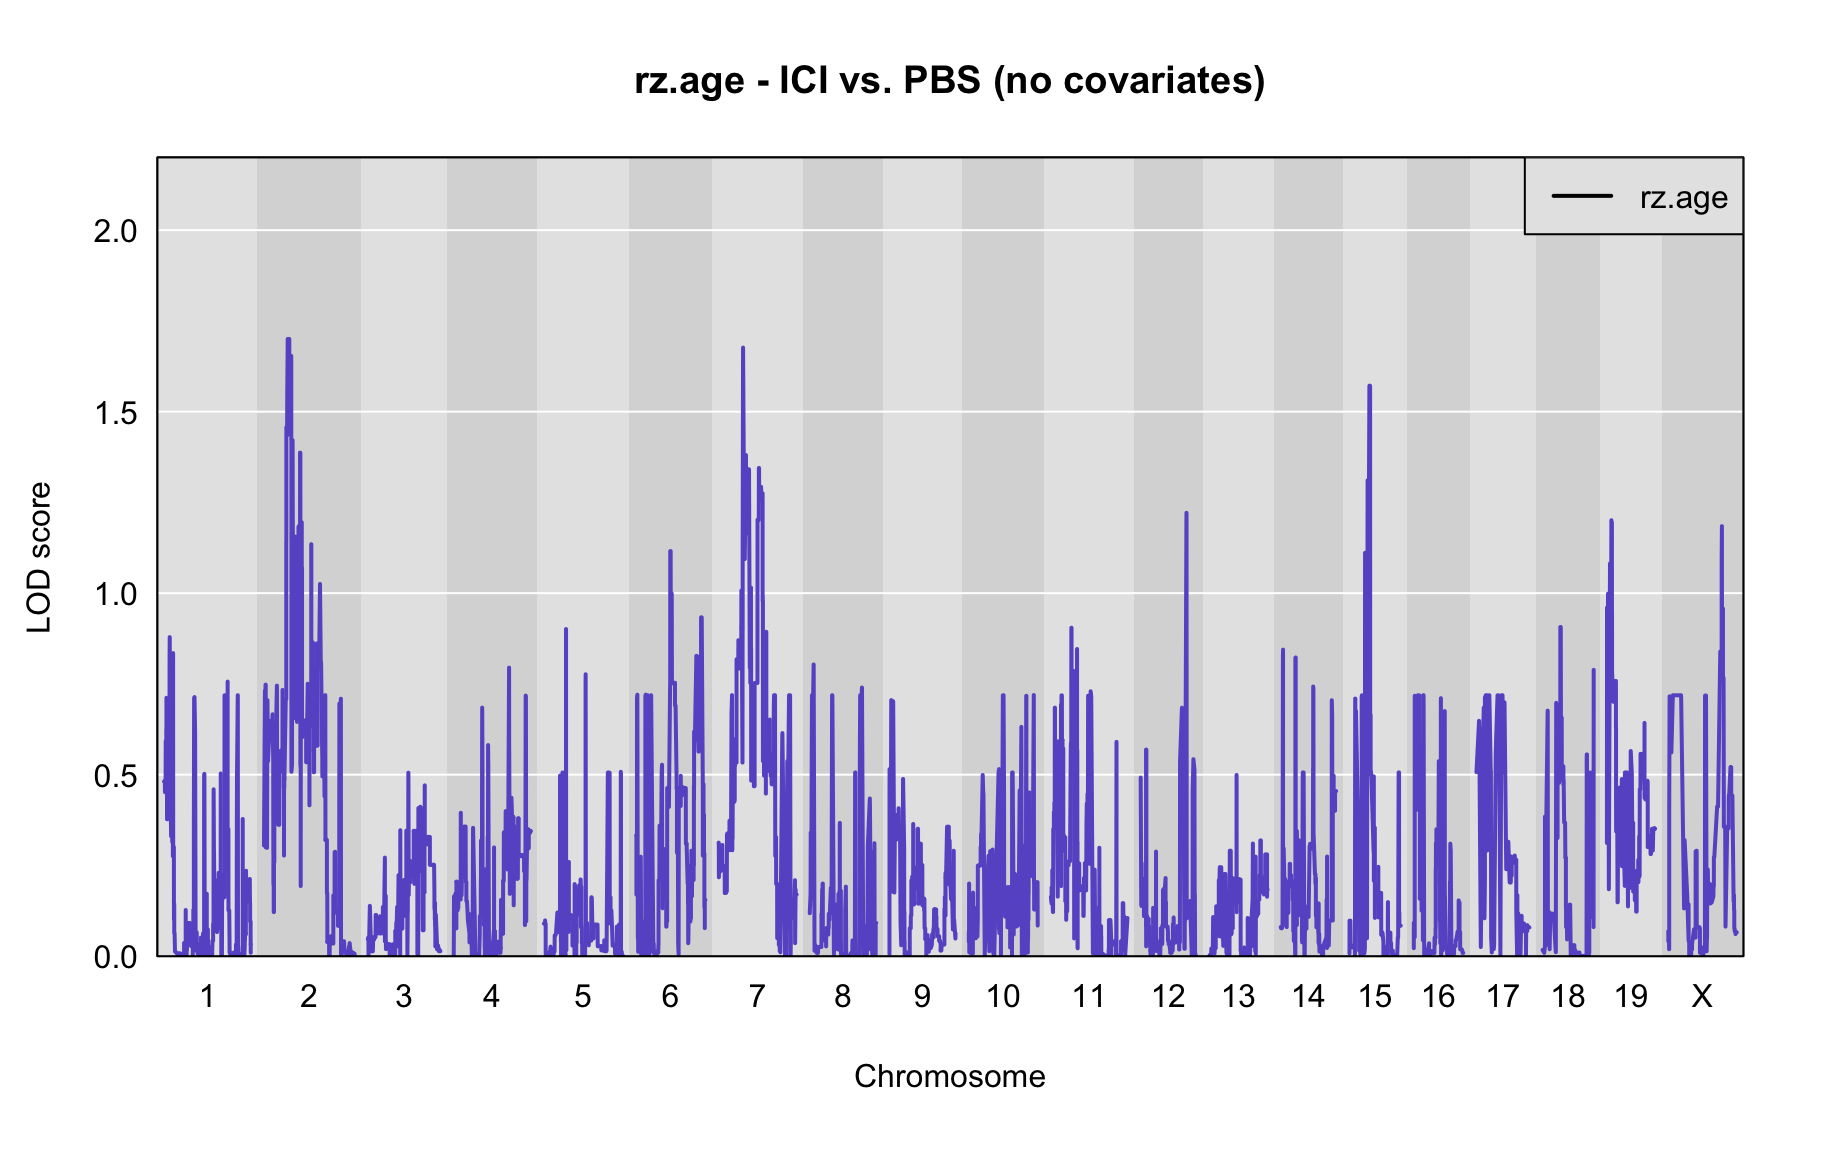 rz.age - ICI vs. PBS (no covariates)
rz.age
2.0
1.5
1.0
0.5
0.0
LOD score
1 2 3 4 5 6 7 8 9 10 11 12 13 14 15 16 17 18 19 X
Chromosome